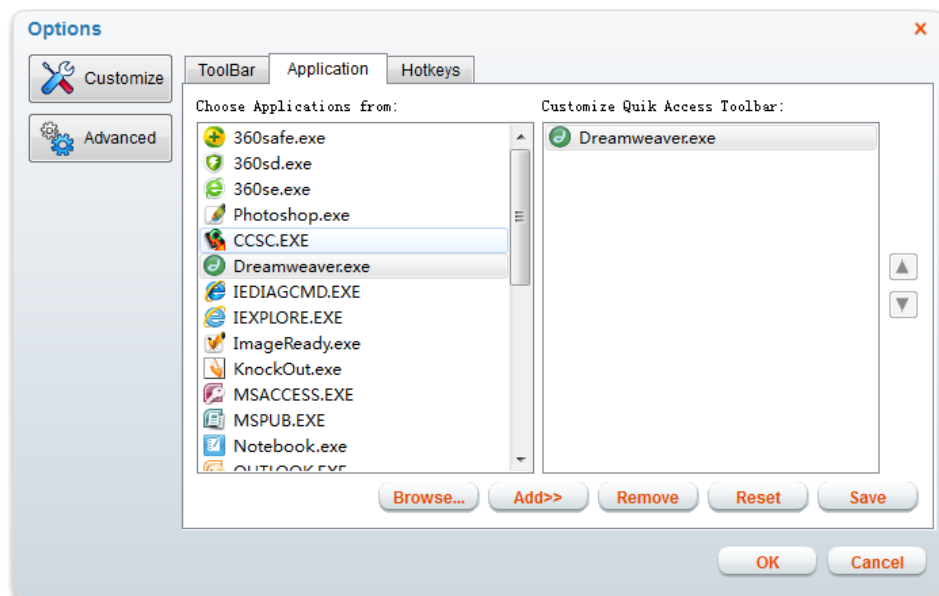 Options
Customize
Advanced
ToolBar
Application
Hotkeys
Choose Applications from:
360safe.exe
360sd.exe
360se.exe
Photoshop.exe
CCSC.EXE
Dreamweaver.exe
IEDIAGCMD.EXE
IEXPLORE.EXE
ImageReady.exe
KnockOut.exe
MSACCESS.EXE
MSPUB.EXE
Notebook.exe
OUTLOOK.EXE
Customize Quik Access Toolbar:
Dreamweaver.exe
Browse...
Add>>
Remove
Reset
Save
OK
Cancel